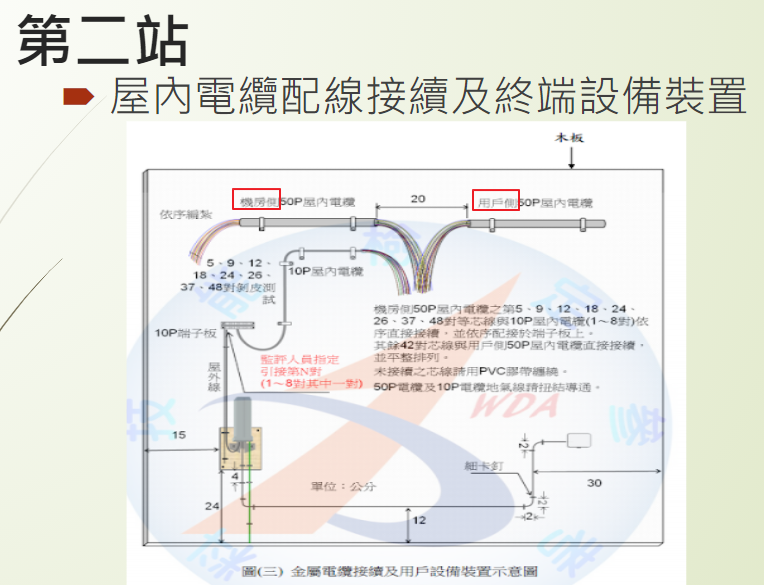 第二站
屋內電纜配線接續及終端設備裝置
木板
機房側50P屋內電纜
20
用戶側50P屋內電纜
依序編紮
5、9、12、
18、24、26、
37、48對剝皮測
試
10P屋內電纜
機房側50P屋內電纜之第5、9、12、18、24、
26、37、48對等芯線與10P屋內電纜(1～8對)依
序直接接續，並依序配接於端子板上。
其餘42對芯線與用戶側50P屋內電纜直接接續，
並平整排列。
未接續之芯線請用PVC膠帶纏繞。
50P電纜及10P電纜地氣線請扭結導通。
10P端子板
監評人員指定
引接第N對
(1～8對其中一對)
屋外線
WDA
15
4
細卡釘
2
30
單位：公分
24
12
2
2
圖(三) 金屬電纜接續及用戶設備裝置示意圖